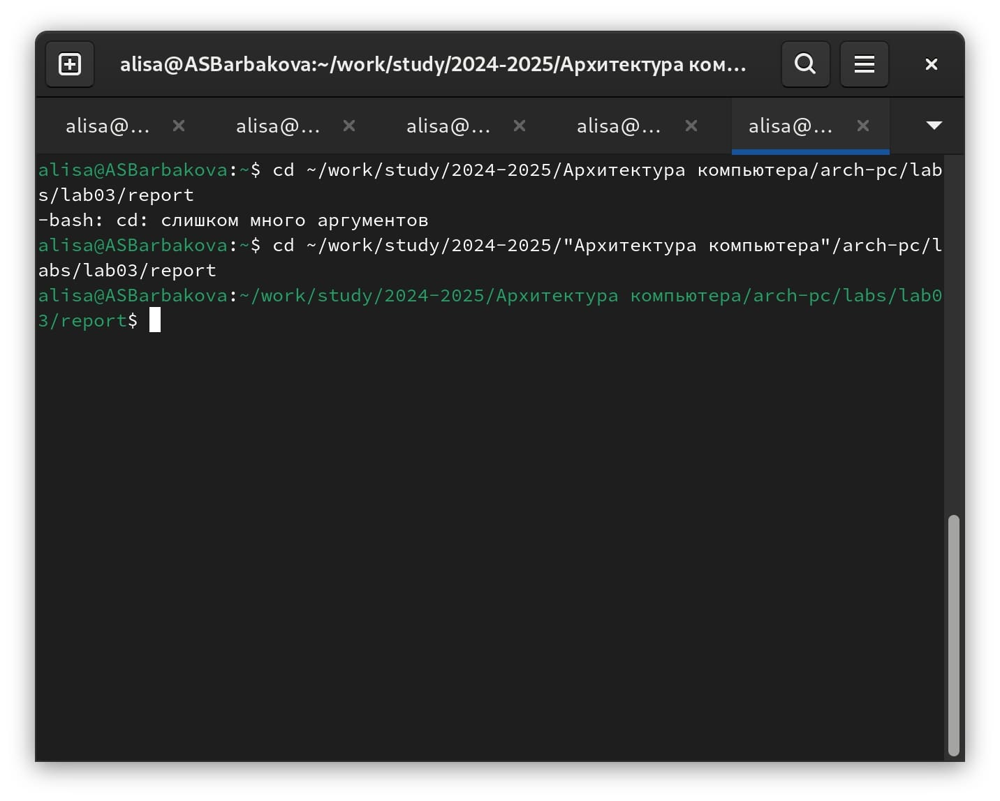 alisa@ASBarbakova:~/work/study/2024-2025/Архитектура ком…
alisa@… alisa@… alisa@… alisa@… alisa@…
alisa@ASBarbakova:~$ cd ~/work/study/2024-2025/Архитектура компьютера/arch-pc/lab
s/lab03/report
-bash: cd: слишком много аргументов
alisa@ASBarbakova:~$ cd ~/work/study/2024-2025/"Архитектура компьютера"/arch-pc/l
abs/lab03/report
alisa@ASBarbakova:~/work/study/2024-2025/Архитектура компьютера/arch-pc/labs/lab0
3/report$